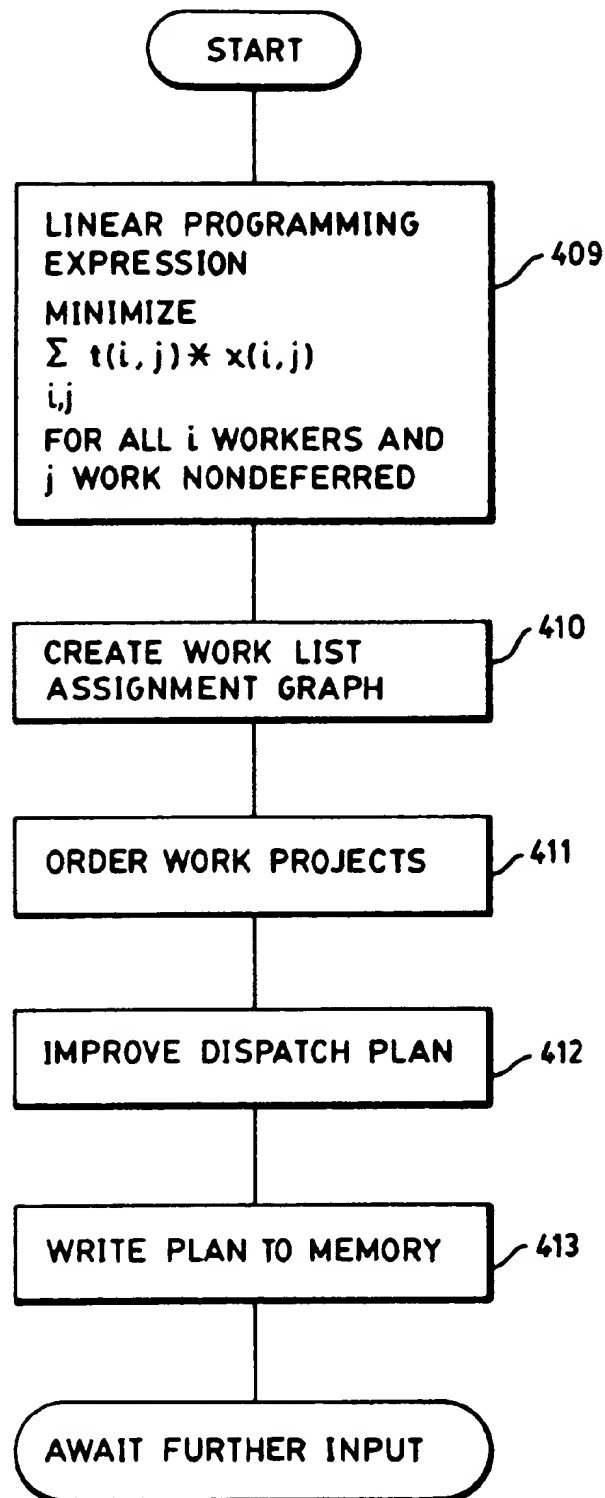 START
LINEAR PROGRAMMING
EXPRESSION
MINIMIZE
Σ t(i,j)* x(i,j)
i,j
FOR ALL i WORKERS AND
j WORK NONDEFERRED
409
CREATE WORK LIST
ASSIGNMENT GRAPH
410
ORDER WORK PROJECTS
411
IMPROVE DISPATCH PLAN
412
WRITE PLAN TO MEMORY
413
AWAIT FURTHER INPUT